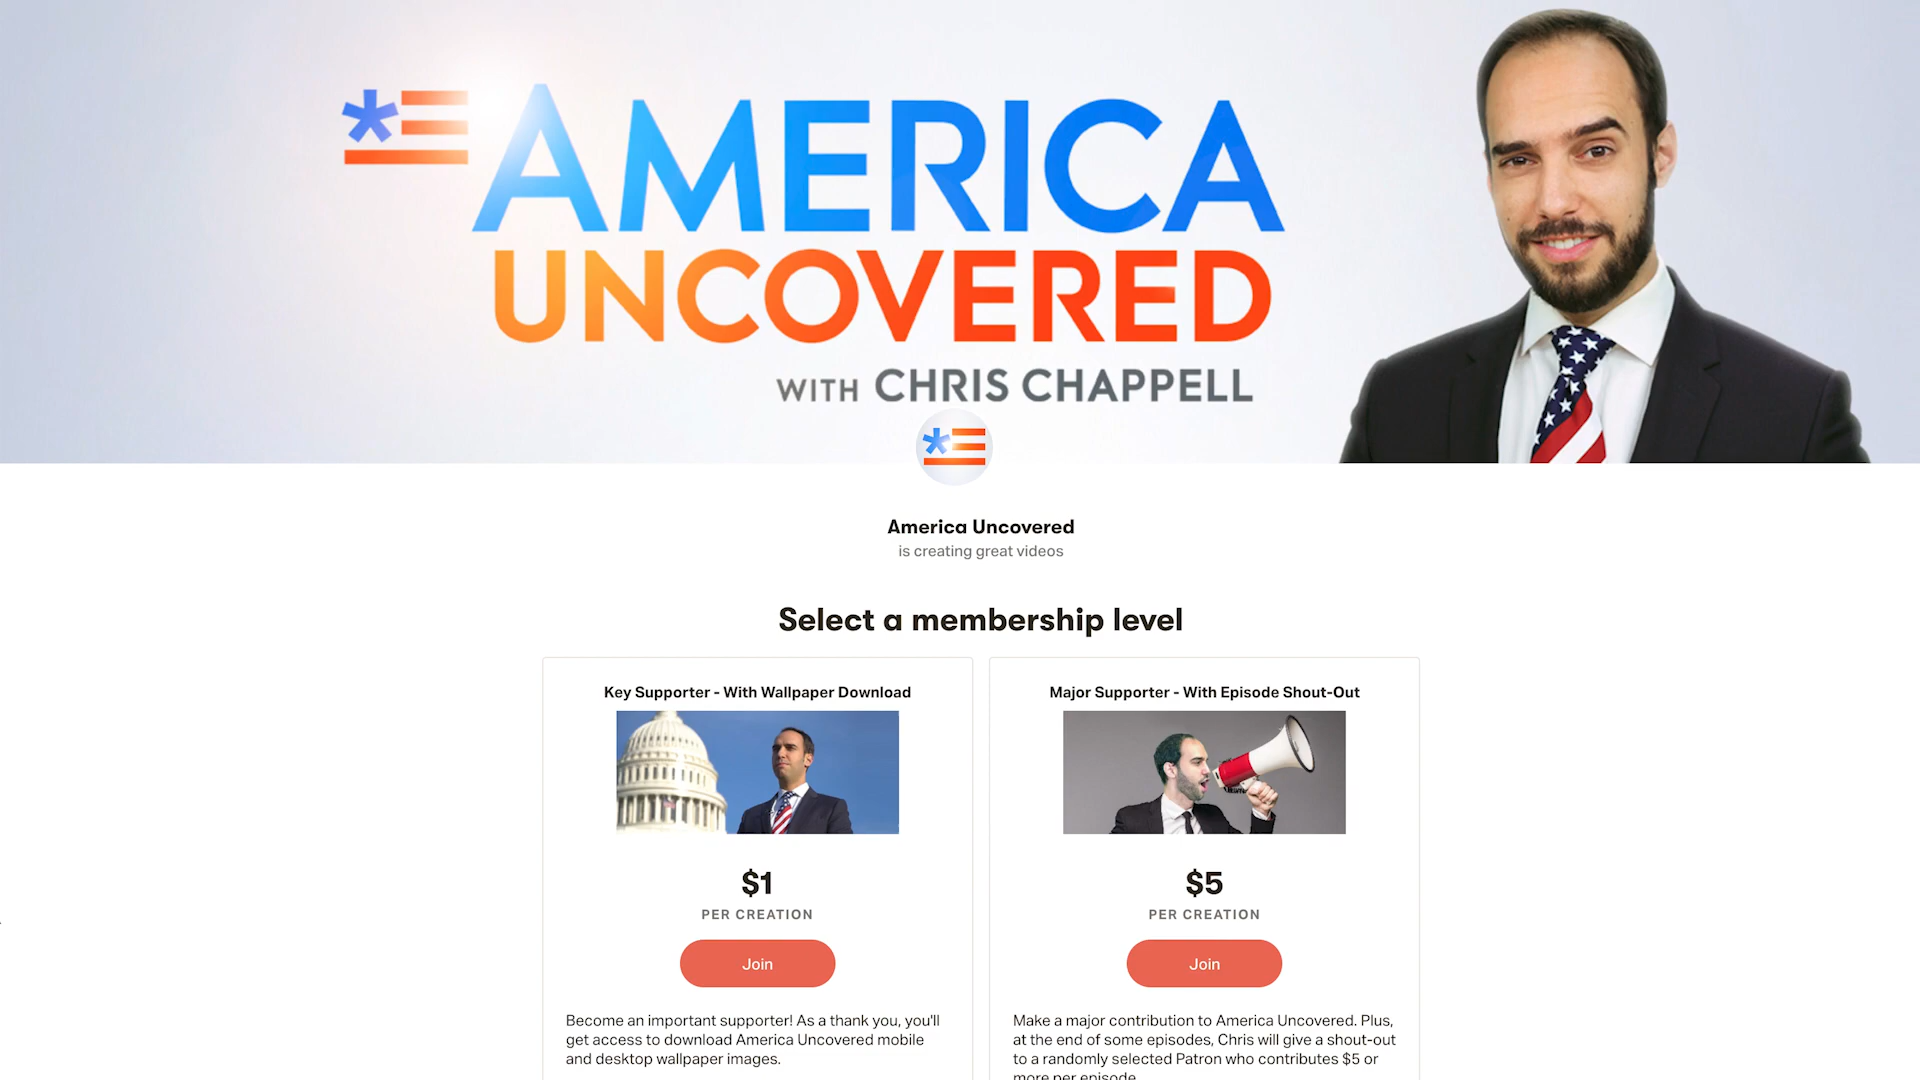 AMERICA
UNCOVERED
WITH CHRIS CHAPPELL
America Uncovered
is creating great videos
Select a membership level
Key Supporter - With Wallpaper Download
$1
PER CREATION
Join
Become an important supporter! As a thank you, you'll
get access to download America Uncovered mobile
and desktop wallpaper images.
Major Supporter - With Episode Shout-Out
$5
PER CREATION
Join
Make a major contribution to America Uncovered. Plus,
at the end of some episodes, Chris will give a shout-out
to a randomly selected Patron who contributes $5 or
more per episode.